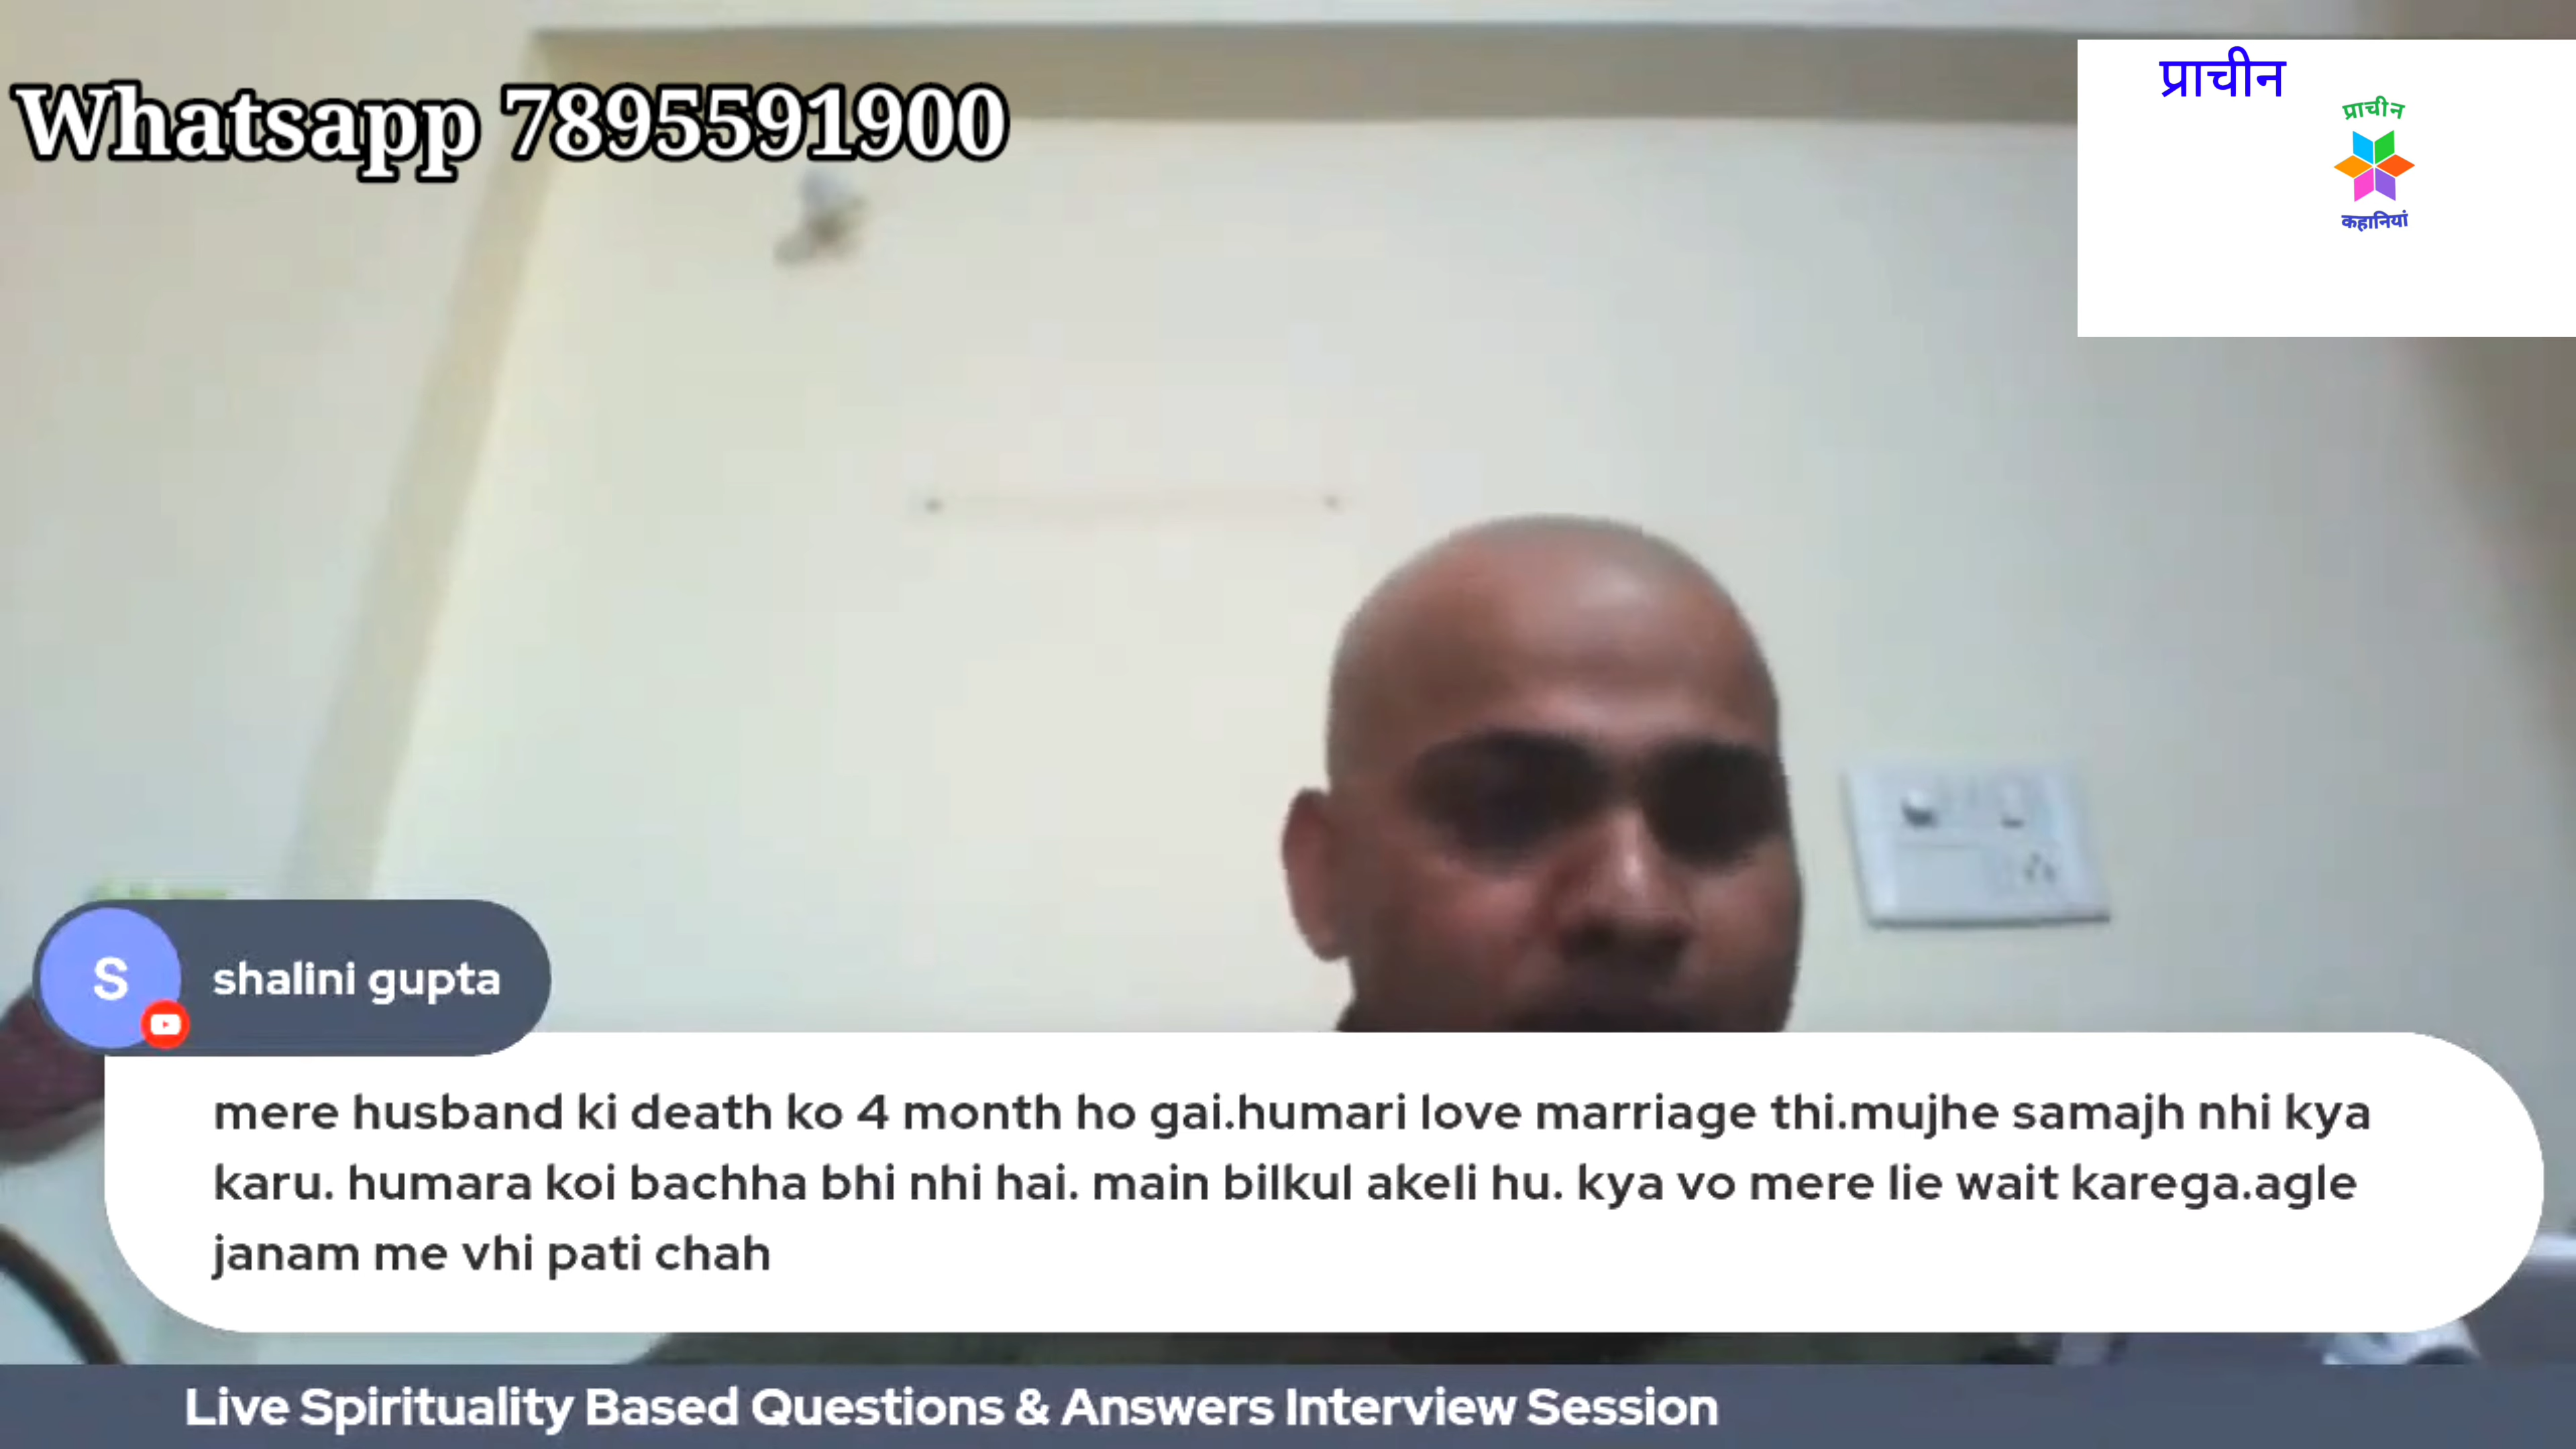 Whatsapp 7895591900
प्राचीन
प्राचीन
कहानियां
S
shalini gupta
mere husband ki death ko 4 month ho gai.humari love marriage thi.mujhe samajh nhi kya
karu. humara koi bachha bhi nhi hai. main bilkul akeli hu. kya vo mere lie wait karega.agle
janam me vhi pati chah
Live Spirituality Based Questions & Answers Interview Session